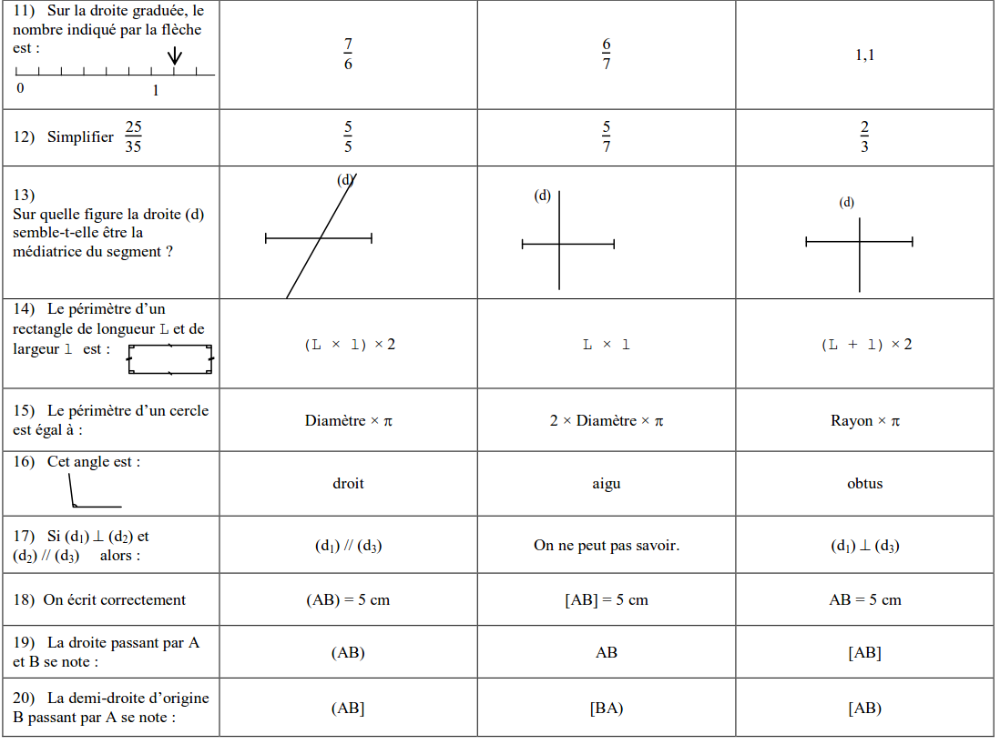 11) Sur la droite graduée, le
nombre indiqué par la flèche
est :
0 1
7/6
6/7
1,1
12) Simplifier 25/35
5/5
5/7
2/3
13)
Sur quelle figure la droite (d)
semble-t-elle être la
médiatrice du segment ?
(d)
(d)
(d)
14) Le périmètre d’un
rectangle de longueur L et de
largeur l est :
(L × l) × 2
L × l
(L + l) × 2
15) Le périmètre d’un cercle
est égal à :
Diamètre × π
2 × Diamètre × π
Rayon × π
16) Cet angle est :
droit
aigu
obtus
17) Si (d₁) ⊥ (d₂) et
(d₂) // (d₃) alors :
(d₁) // (d₃)
On ne peut pas savoir.
(d₁) ⊥ (d₃)
18) On écrit correctement
(AB) = 5 cm
[AB] = 5 cm
AB = 5 cm
19) La droite passant par A
et B se note :
(AB)
AB
[AB]
20) La demi-droite d’origine
B passant par A se note :
(AB]
[BA)
[AB)